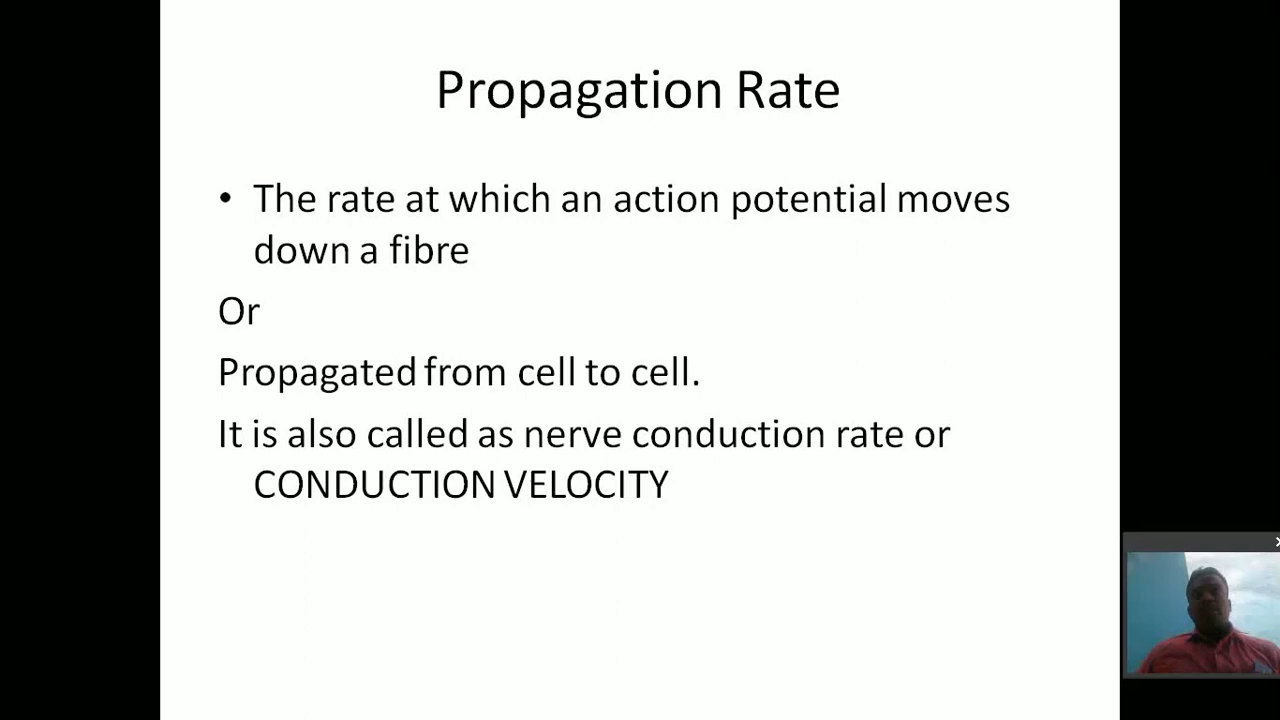 Propagation Rate
• The rate at which an action potential moves
down a fibre
Or
Propagated from cell to cell.
It is also called as nerve conduction rate or
CONDUCTION VELOCITY